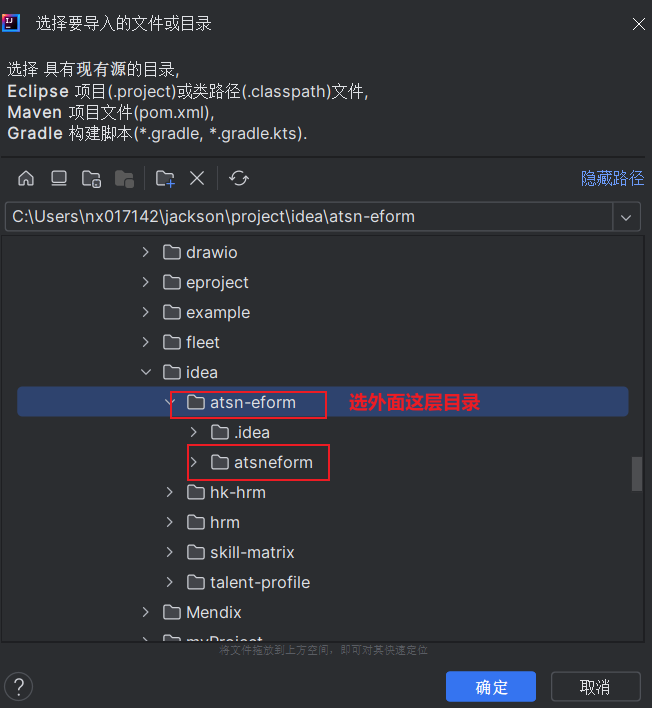 选择要导入的文件或目录
选择 具有现有源的目录,
Eclipse 项目(.project)或类路径(.classpath)文件,
Maven 项目文件(pom.xml),
Gradle 构建脚本(*.gradle, *.gradle.kts).
隐藏路径
C:\Users\nx017142\jackson\project\idea\atsn-eform
drawio
eproject
example
fleet
idea
atsn-eform 选外面这层目录
.idea
atsneform
hk-hrm
hrm
skill-matrix
talent-profile
Mendix
myProject
将文件拖放到上方空间，即可对其快速定位
? 确定 取消